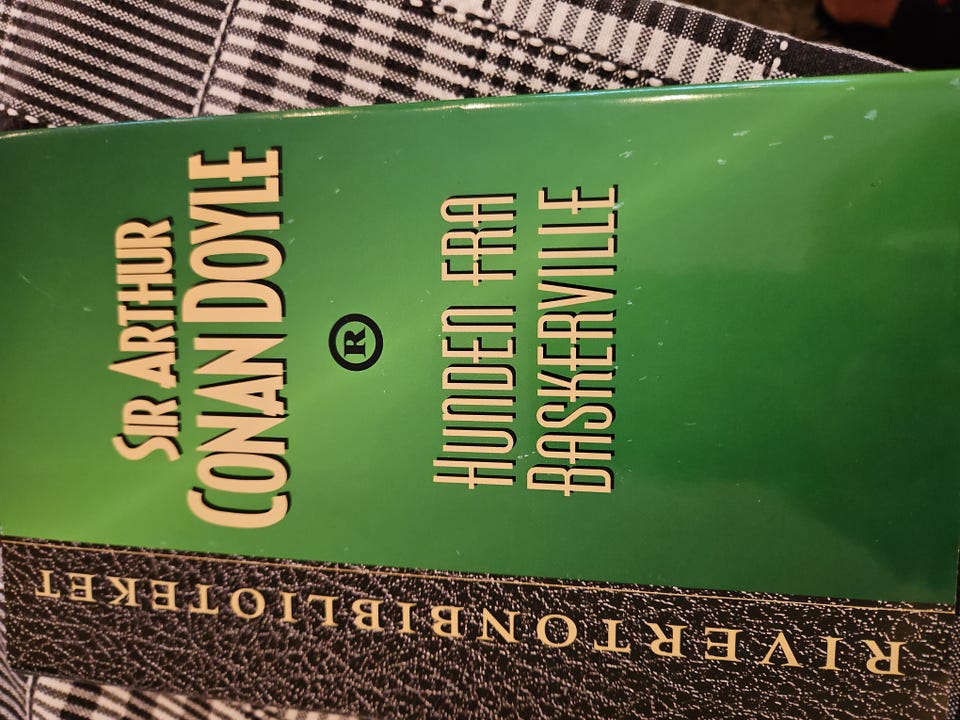 SIR ARTHUR
CONAN DOYLE
R
HUNDEN FRA
BASKERVILLE
RIVERTONBIBLIOTEKET